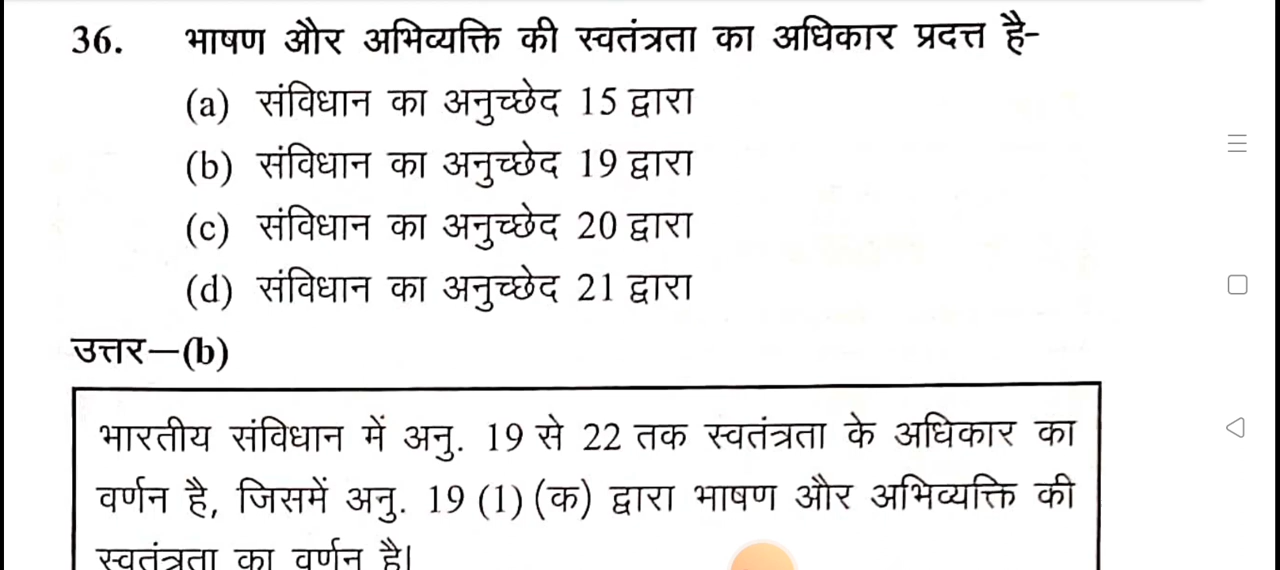 36. भाषण और अभिव्यक्ति की स्वतंत्रता का अधिकार प्रदत्त है-
(a) संविधान का अनुच्छेद 15 द्वारा
(b) संविधान का अनुच्छेद 19 द्वारा
(c) संविधान का अनुच्छेद 20 द्वारा
(d) संविधान का अनुच्छेद 21 द्वारा
उत्तर—(b)
भारतीय संविधान में अनु. 19 से 22 तक स्वतंत्रता के अधिकार का
वर्णन है, जिसमें अनु. 19 (1) (क) द्वारा भाषण और अभिव्यक्ति की
स्वतंत्रता का वर्णन है।